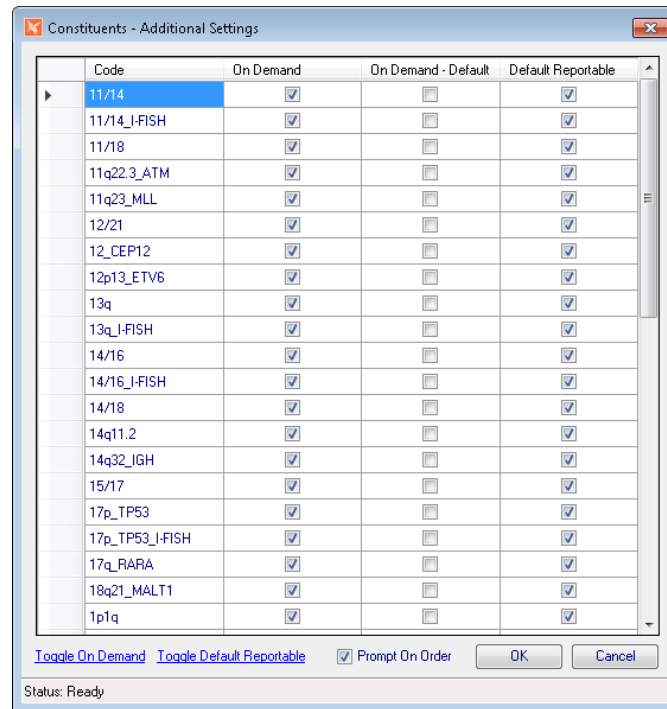 Constituents - Additional Settings
Code On Demand On Demand - Default Default Reportable
11/14
11/14_I-FISH
11/18
11q22.3_ATM
11q23_MLL
12/21
12_CEP12
12p13_ETV6
13q
13q_I-FISH
14/16
14/16_I-FISH
14/18
14q11.2
14q32_IGH
15/17
17p_TP53
17p_TP53_I-FISH
17q_RARA
18q21_MALT1
1p1q
Toggle On Demand Toggle Default Reportable Prompt On Order OK Cancel
Status: Ready